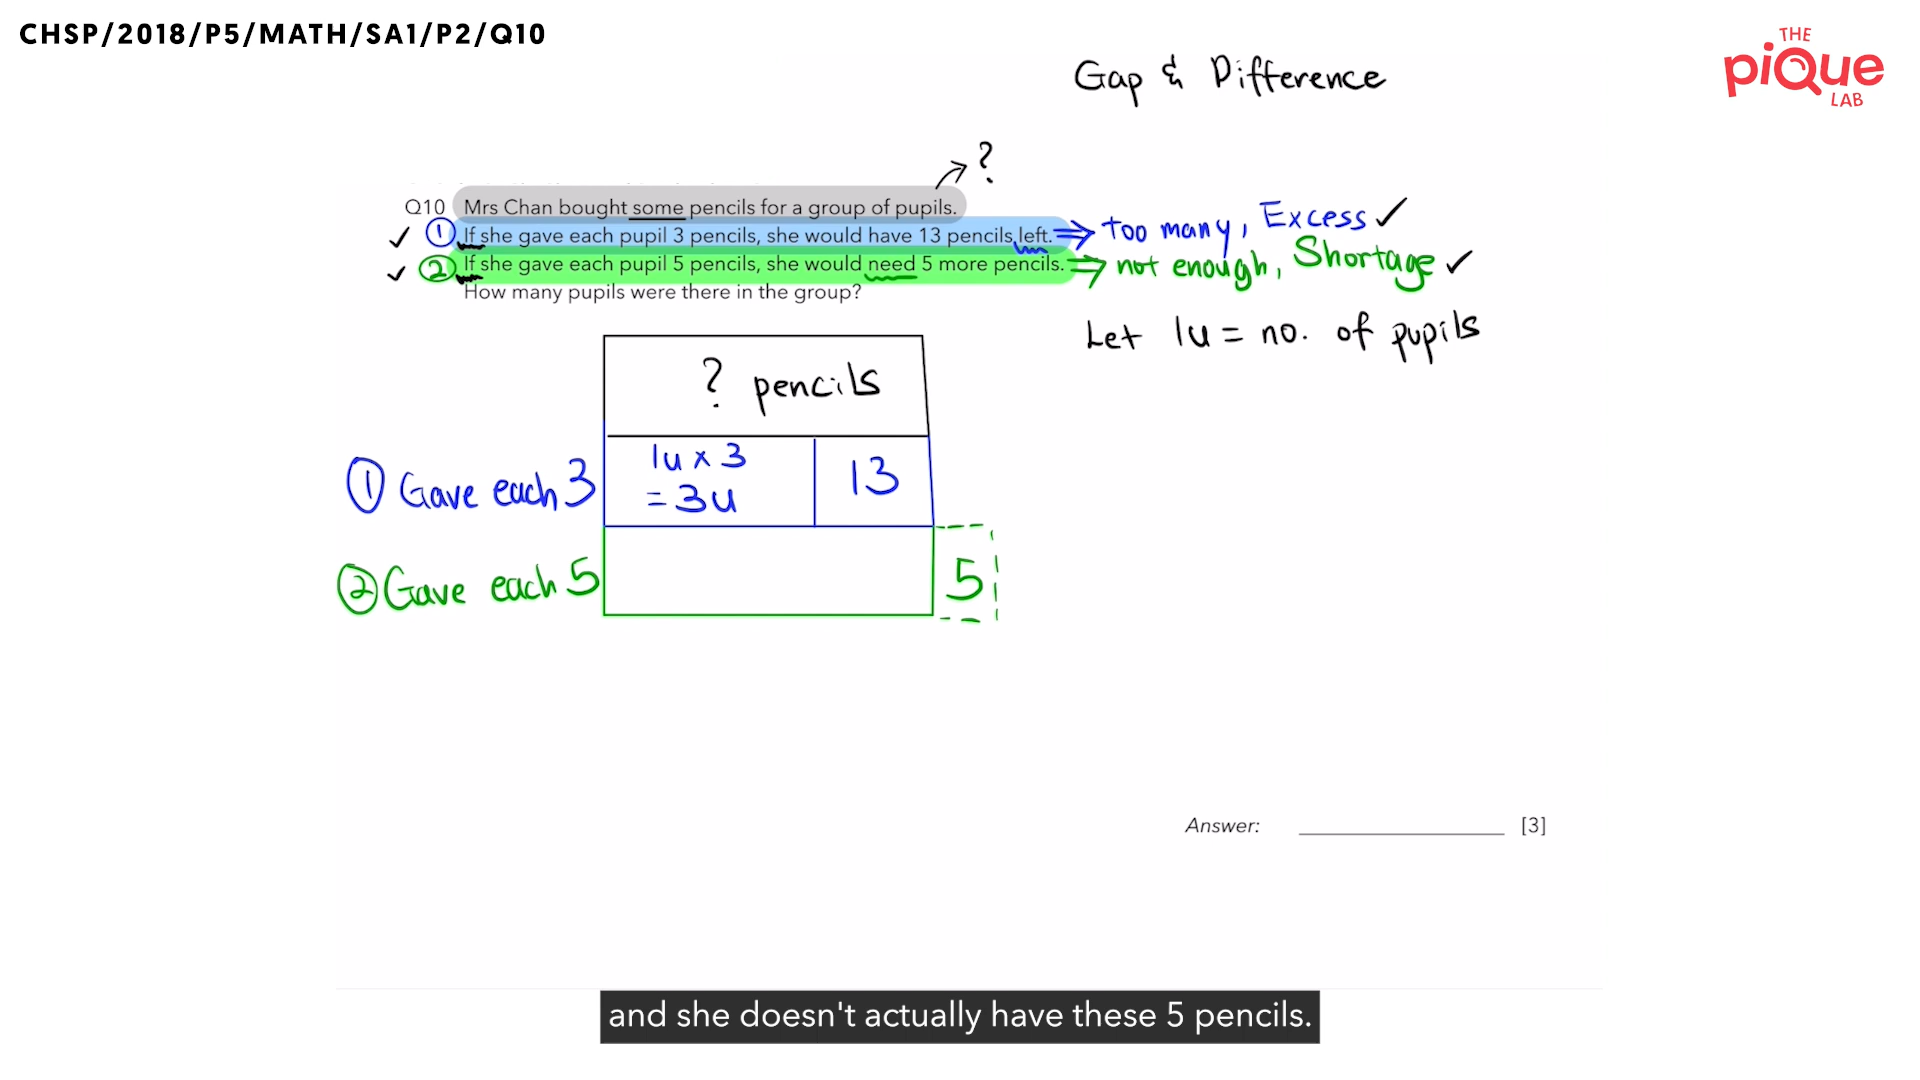 CHSP/2018/P5/MATH/SA1/P2/Q10
THE
piQue
LAB
Gap & Difference
?
Q10 Mrs Chan bought some pencils for a group of pupils.
1 If she gave each pupil 3 pencils, she would have 13 pencils left. ⇒ too many, Excess ✓
2 If she gave each pupil 5 pencils, she would need 5 more pencils. ⇒ not enough, Shortage ✓
How many pupils were there in the group?
Let 1u = no. of pupils
? pencils
1 Gave each 3
1u × 3
= 3u
13
2 Gave each 5
5
Answer: ____________ [3]
and she doesn't actually have these 5 pencils.